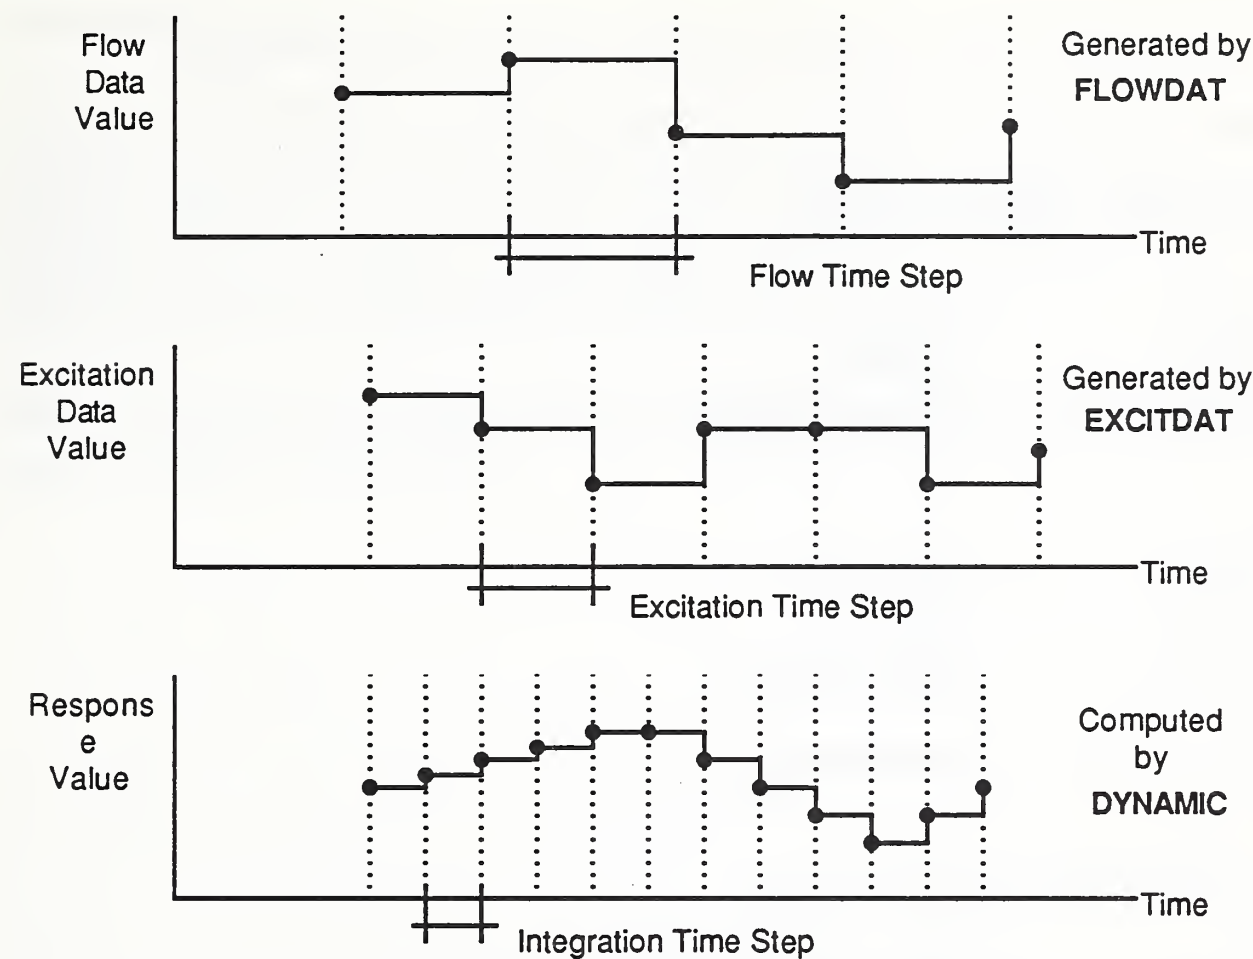 Flow
Data
Value
Generated by
FLOWDAT
Time
Flow Time Step
Excitation
Data
Value
Generated by
EXCITDAT
Time
Excitation Time Step
Respons
e
Value
Computed
by
DYNAMIC
Time
Integration Time Step